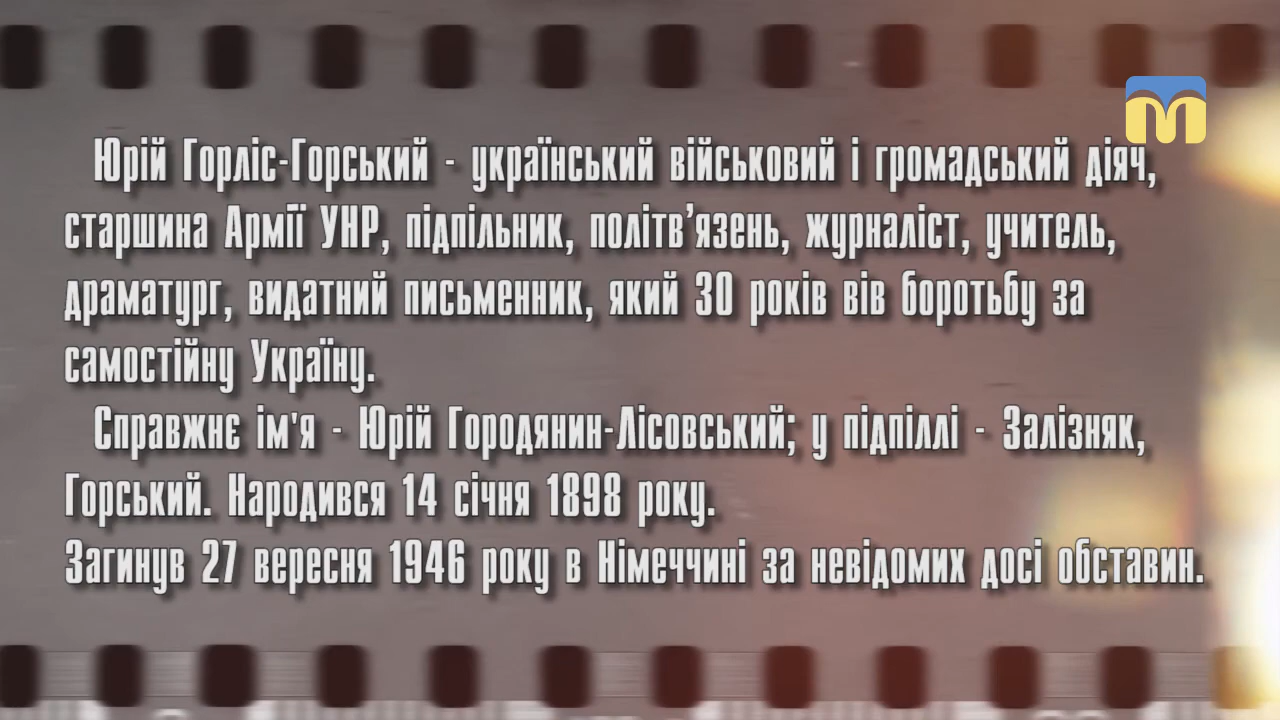 Юрій Горліс-Горський - український військовий і громадський діяч,
старшина Армії УНР, підпільник, політв’язень, журналіст, учитель,
драматург, видатний письменник, який 30 років вів боротьбу за
самостійну Україну.
Справжнє ім'я - Юрій Городянин-Лісовський; у підпіллі - Залізняк,
Горський. Народився 14 січня 1898 року.
Загинув 27 вересня 1946 року в Німеччині за невідомих досі обставин.